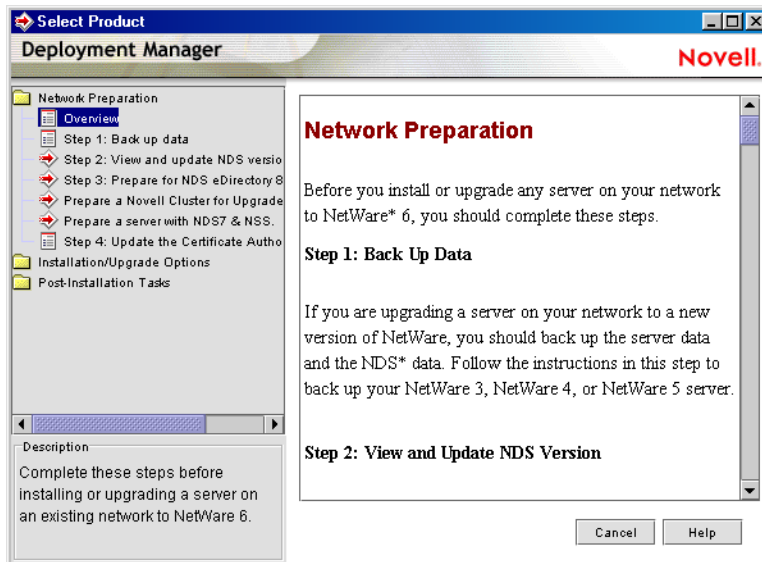 Select Product
Deployment Manager
Novell.
Network Preparation
Overview
Step 1: Back up data
Step 2: View and update NDS versio
Step 3: Prepare for NDS eDirectory 8
Prepare a Novell Cluster for Upgrade
Prepare a server with NDS7 & NSS.
Step 4: Update the Certificate Autho
Installation/Upgrade Options
Post-Installation Tasks
Description
Complete these steps before
installing or upgrading a server on
an existing network to NetWare 6.
Network Preparation
Before you install or upgrade any server on your network
to NetWare* 6, you should complete these steps.
Step 1: Back Up Data
If you are upgrading a server on your network to a new
version of NetWare, you should back up the server data
and the NDS* data. Follow the instructions in this step to
back up your NetWare 3, NetWare 4, or NetWare 5 server.
Step 2: View and Update NDS Version
Cancel
Help